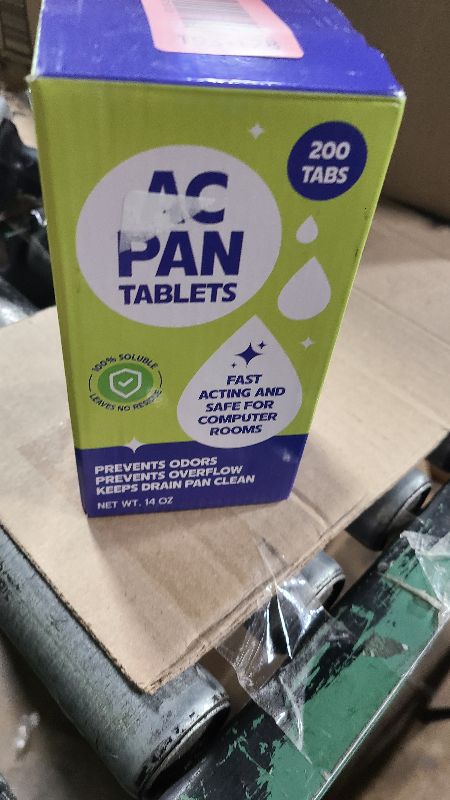 200
TABS
AC
PAN
TABLETS
100% SOLUBLE
LEAVES NO RESIDUE
FAST
ACTING AND
SAFE FOR
COMPUTER
ROOMS
PREVENTS ODORS
PREVENTS OVERFLOW
KEEPS DRAIN PAN CLEAN
NET WT. 14 OZ